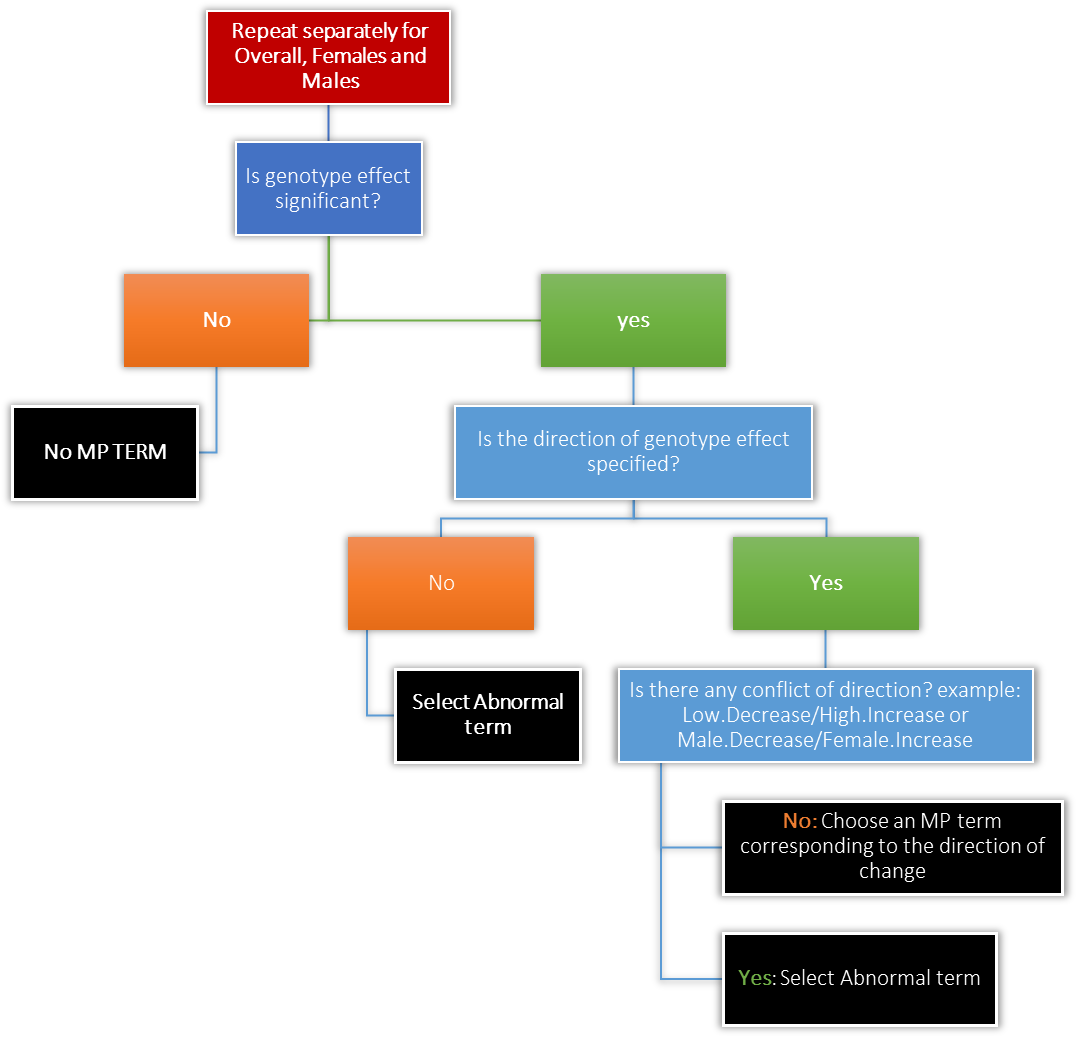 Repeat separately for
Overall, Females and
Males
Is genotype effect
significant?
No
yes
No MP TERM
Is the direction of genotype effect
specified?
No
Yes
Select Abnormal
term
Is there any conflict of direction? example:
Low.Decrease/High.Increase or
Male.Decrease/Female.Increase
No: Choose an MP term
corresponding to the direction of
change
Yes: Select Abnormal term